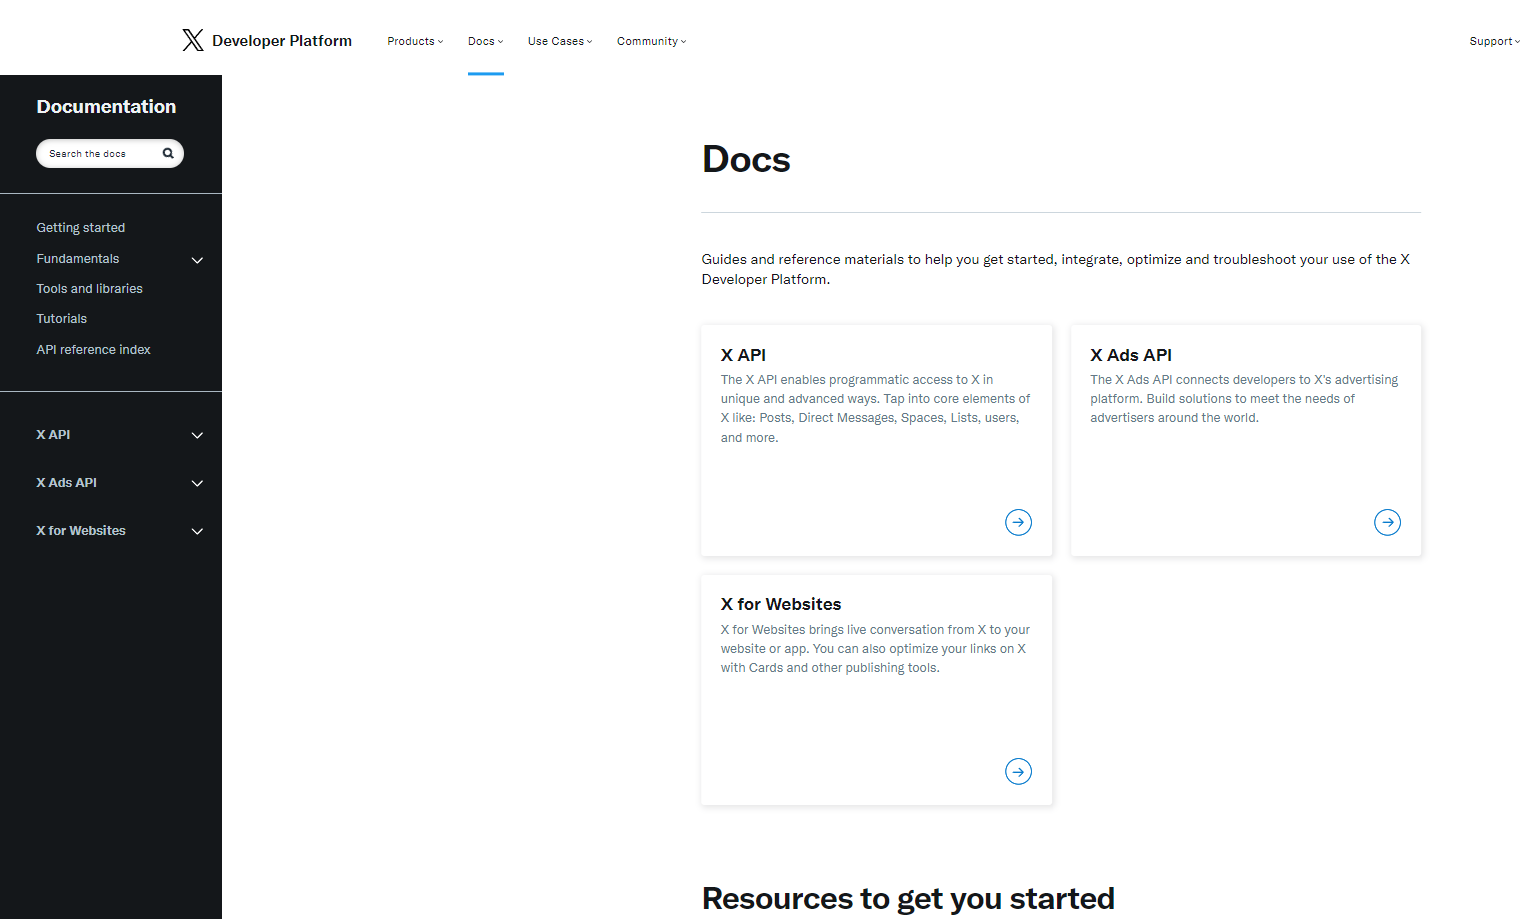 Developer Platform
Products
Docs
Use Cases
Community
Support
Documentation
Search the docs
Getting started
Fundamentals
Tools and libraries
Tutorials
API reference index
X API
X Ads API
X for Websites
Docs
Guides and reference materials to help you get started, integrate, optimize and troubleshoot your use of the X
Developer Platform.
X API
The X API enables programmatic access to X in
unique and advanced ways. Tap into core elements of
X like: Posts, Direct Messages, Spaces, Lists, users,
and more.
X Ads API
The X Ads API connects developers to X's advertising
platform. Build solutions to meet the needs of
advertisers around the world.
X for Websites
X for Websites brings live conversation from X to your
website or app. You can also optimize your links on X
with Cards and other publishing tools.
Resources to get you started